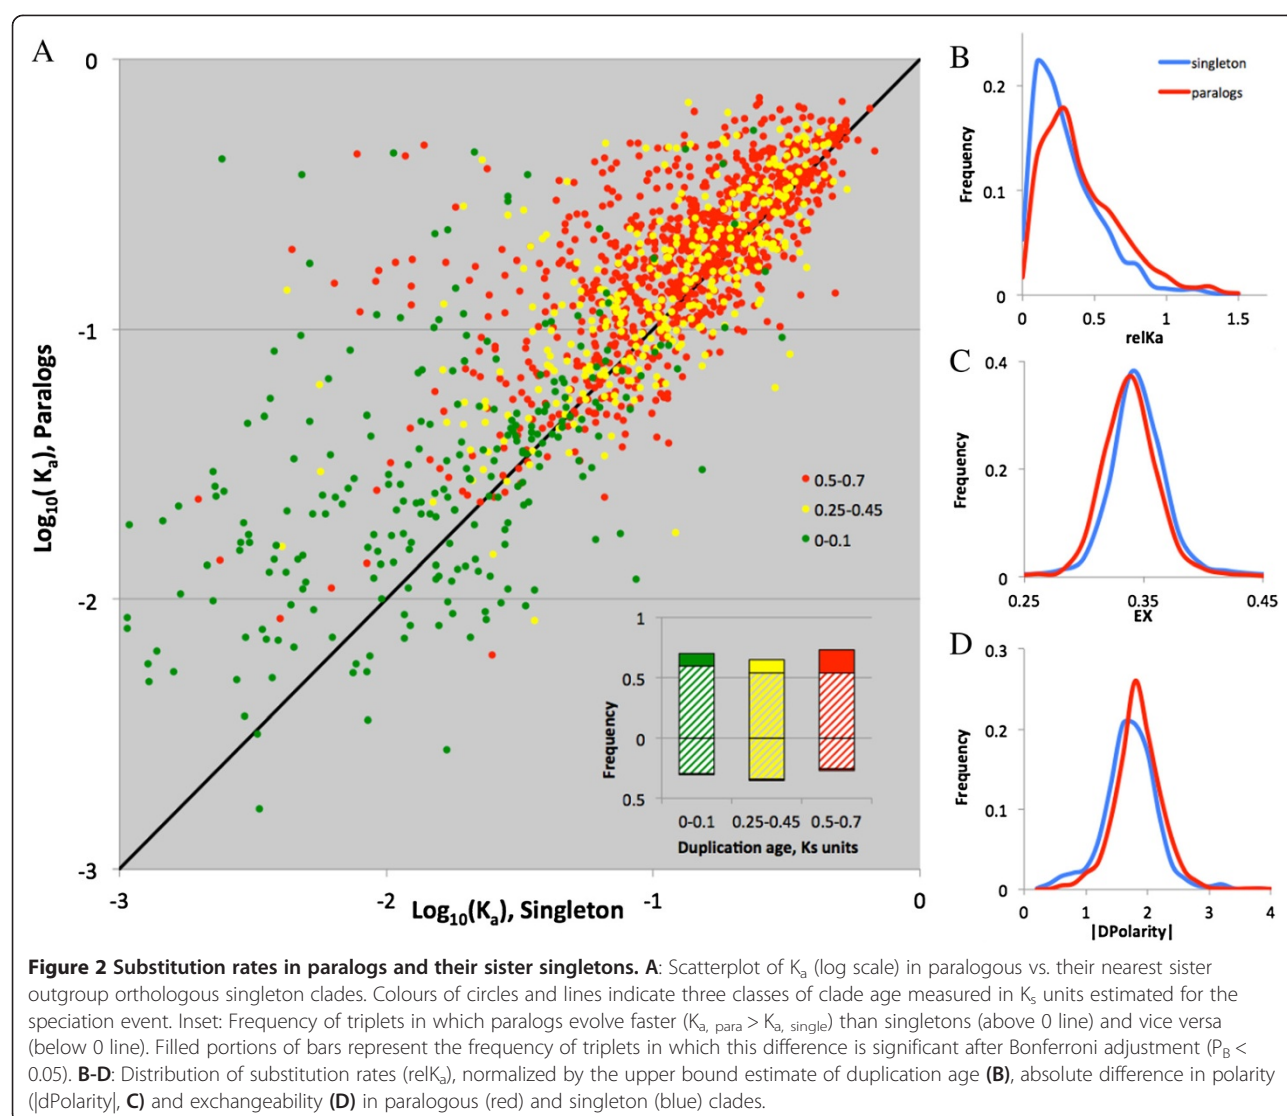 A
0
-1
-2
-3
Log10(Ka), Paralogs
-3
-2
-1
0
Log10(Ka), Singleton
0.5-0.7
0.25-0.45
0-0.1
1
0.5
0
0.5
Frequency
0-0.1
0.25-0.45
0.5-0.7
Duplication age, Ks units
B
singleton
paralogs
0.2
0.1
0
Frequency
0
0.5
1
1.5
relKa
C
0.4
0.2
0
Frequency
0.25
0.35
0.45
EX
D
0.3
0.2
0.1
0
Frequency
0
1
2
3
4
|DPolarity|
Figure 2 Substitution rates in paralogs and their sister singletons. A: Scatterplot of Ka (log scale) in paralogous vs. their nearest sister
outgroup orthologous singleton clades. Colours of circles and lines indicate three classes of clade age measured in Ks units estimated for the
speciation event. Inset: Frequency of triplets in which paralogs evolve faster (Ka, para > Ka, single) than singletons (above 0 line) and vice versa
(below 0 line). Filled portions of bars represent the frequency of triplets in which this difference is significant after Bonferroni adjustment (PB <
0.05). B-D: Distribution of substitution rates (relKa), normalized by the upper bound estimate of duplication age (B), absolute difference in polarity
(|dPolarity|, C) and exchangeability (D) in paralogous (red) and singleton (blue) clades.